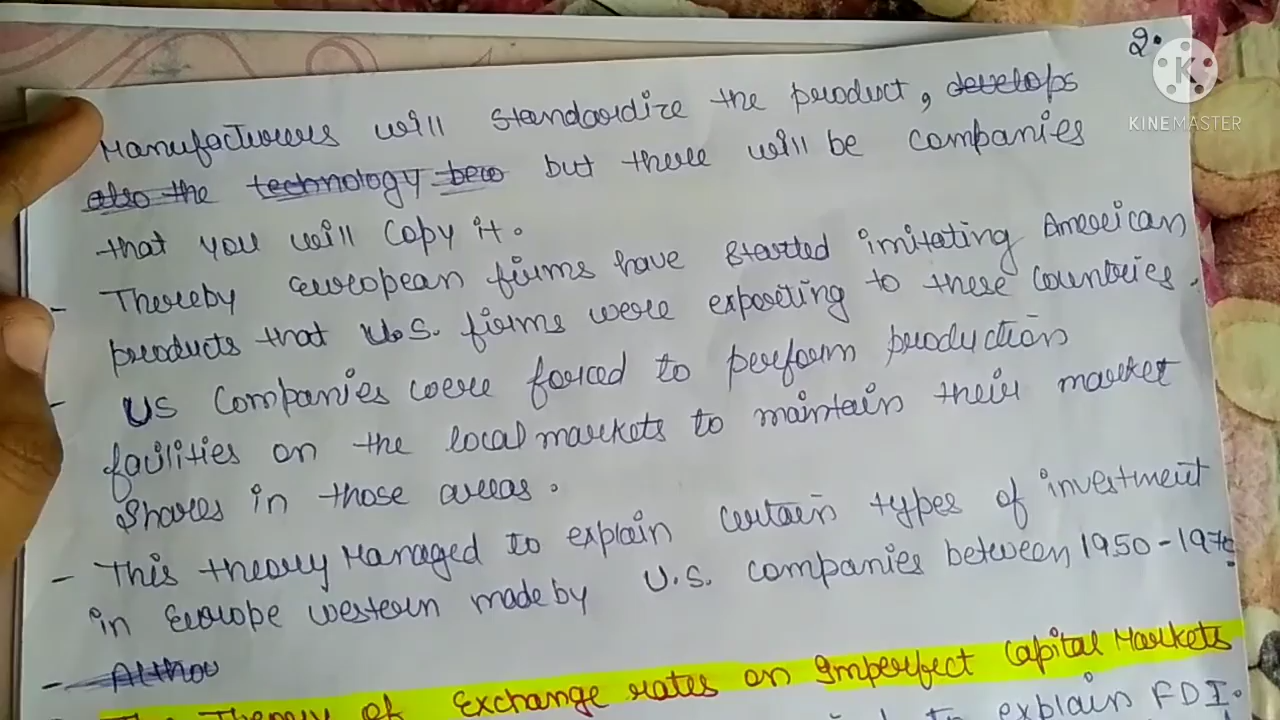 2.
KINEMASTER
Manufacturers will standardize the product, develops
also the technology beco but there will be companies
that you will copy it.
- Thereby european firms have started imitating American
products that U.S. firms were exporting to these countries.
- US Companies were forced to perform production
facilities on the local markets to maintain their market
shares in those areas.
- This theory Managed to explain certain types of investment
in Europe western made by U.S. companies between 1950-1970
- Althou
Theory of Exchange rates on Imperfect Capital Markets
to explain FDI.